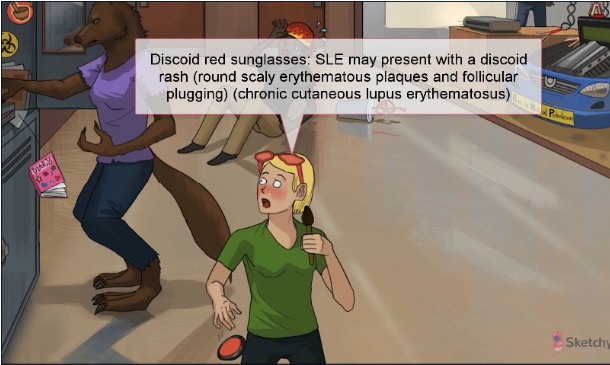 Discoid red sunglasses: SLE may present with a discoid
rash (round scaly erythematous plaques and follicular
plugging) (chronic cutaneous lupus erythematosus)
DIARY
Sketchy